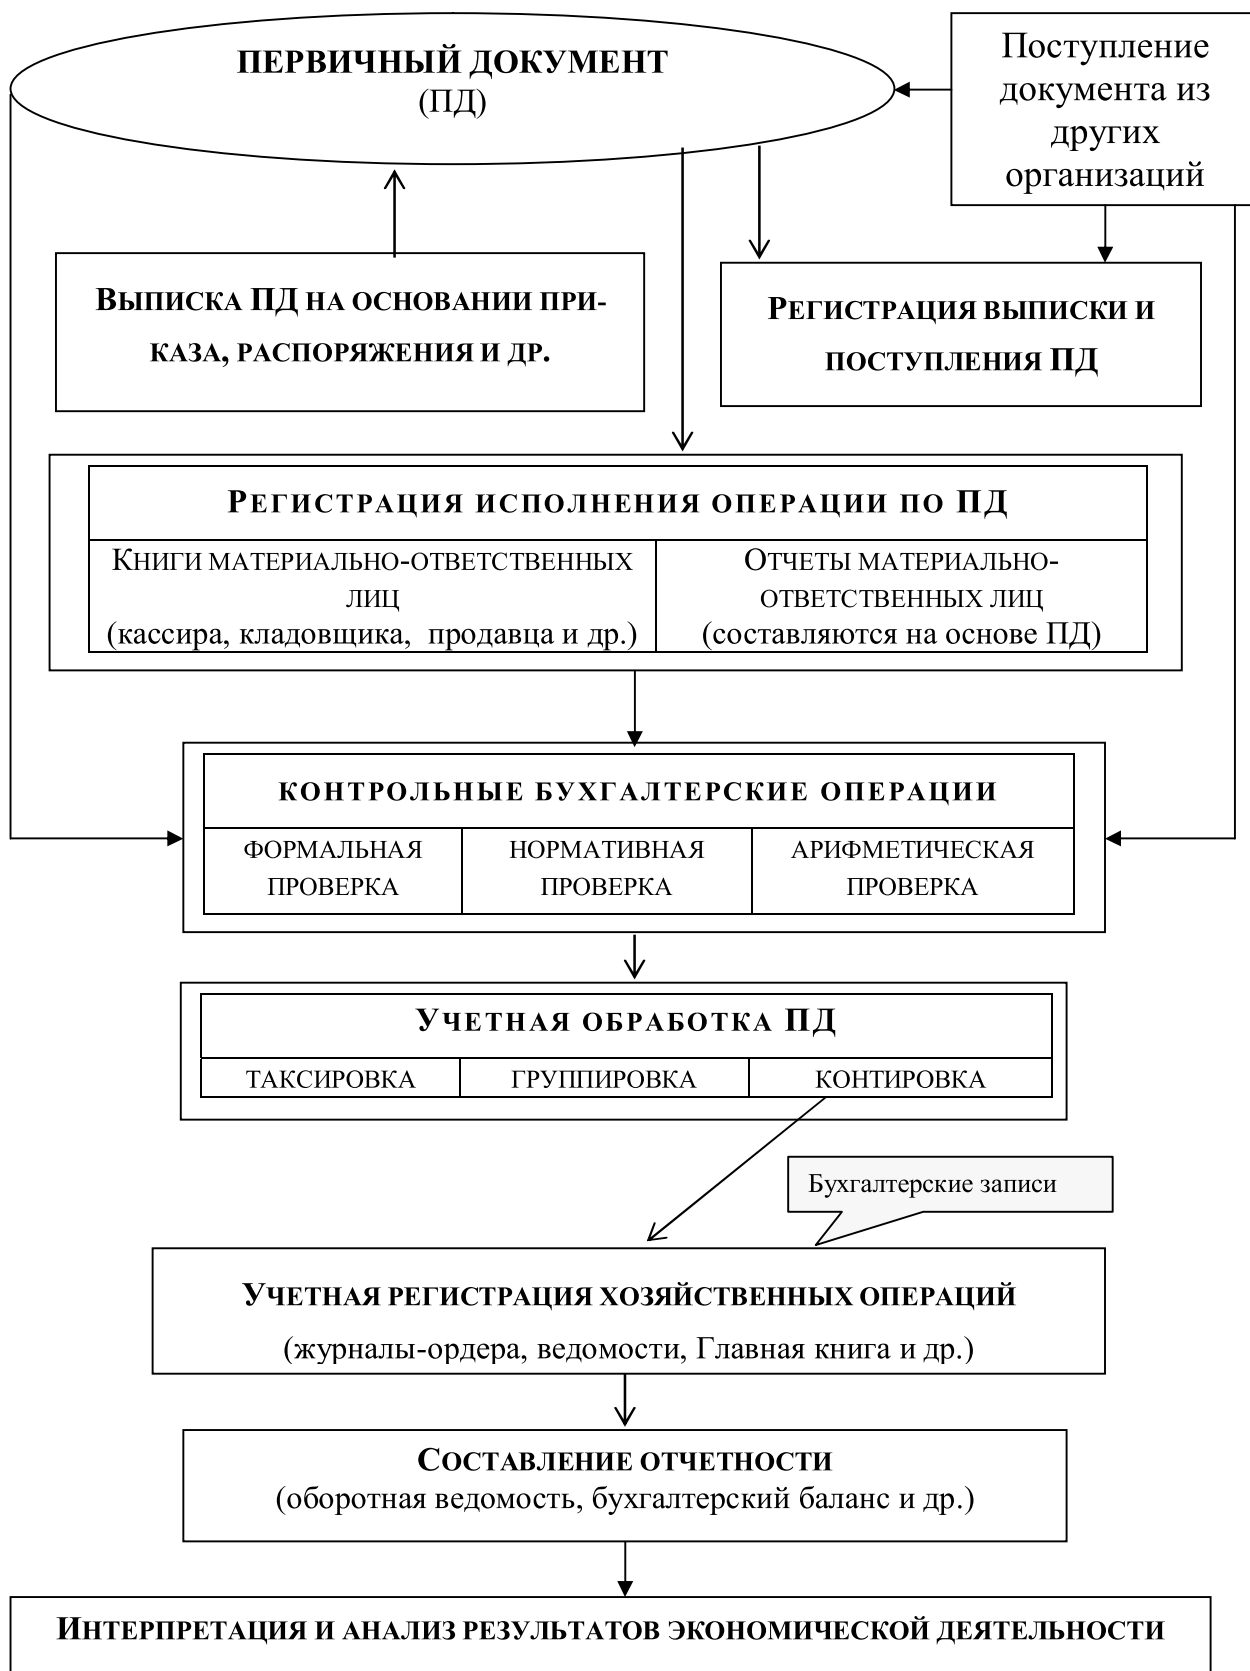 ПЕРВИЧНЫЙ ДОКУМЕНТ
(ПД)
Поступление
документа из
других
организаций
ВЫПИСКА ПД НА ОСНОВАНИИ ПРИ-
КАЗА, РАСПОРЯЖЕНИЯ И ДР.
РЕГИСТРАЦИЯ ВЫПИСКИ И
ПОСТУПЛЕНИЯ ПД
РЕГИСТРАЦИЯ ИСПОЛНЕНИЯ ОПЕРАЦИИ ПО ПД
КНИГИ МАТЕРИАЛЬНО-ОТВЕТСТВЕННЫХ
ЛИЦ
(кассира, кладовщика, продавца и др.)
ОТЧЕТЫ МАТЕРИАЛЬНО-
ОТВЕТСТВЕННЫХ ЛИЦ
(составляются на основе ПД)
КОНТРОЛЬНЫЕ БУХГАЛТЕРСКИЕ ОПЕРАЦИИ
ФОРМАЛЬНАЯ
ПРОВЕРКА
НОРМАТИВНАЯ
ПРОВЕРКА
АРИФМЕТИЧЕСКАЯ
ПРОВЕРКА
УЧЕТНАЯ ОБРАБОТКА ПД
ТАКСИРОВКА
ГРУППИРОВКА
КОНТИРОВКА
Бухгалтерские записи
УЧЕТНАЯ РЕГИСТРАЦИЯ ХОЗЯЙСТВЕННЫХ ОПЕРАЦИЙ
(журналы-ордера, ведомости, Главная книга и др.)
СОСТАВЛЕНИЕ ОТЧЕТНОСТИ
(оборотная ведомость, бухгалтерский баланс и др.)
ИНТЕРПРЕТАЦИЯ И АНАЛИЗ РЕЗУЛЬТАТОВ ЭКОНОМИЧЕСКОЙ ДЕЯТЕЛЬНОСТИ